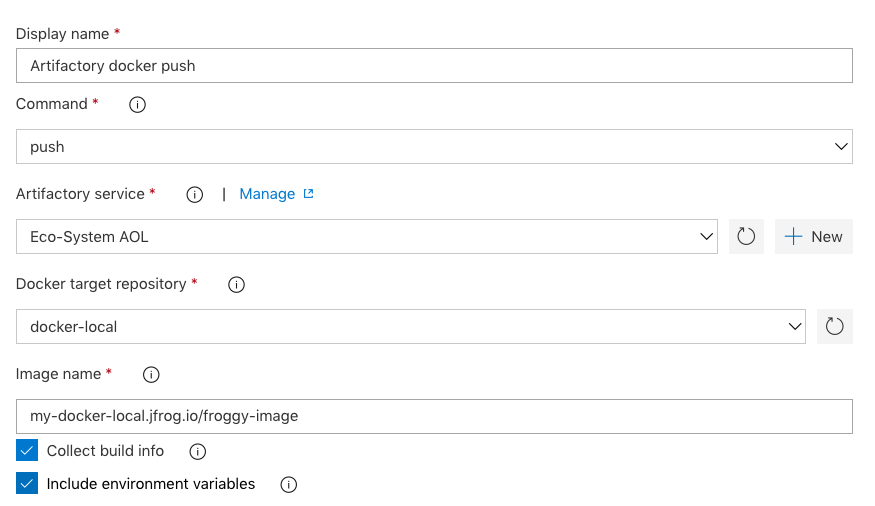 Display name *
Artifactory docker push
Command *
push
Artifactory service * | Manage
Eco-System AOL New
Docker target repository *
docker-local
Image name *
my-docker-local.jfrog.io/froggy-image
Collect build info
Include environment variables